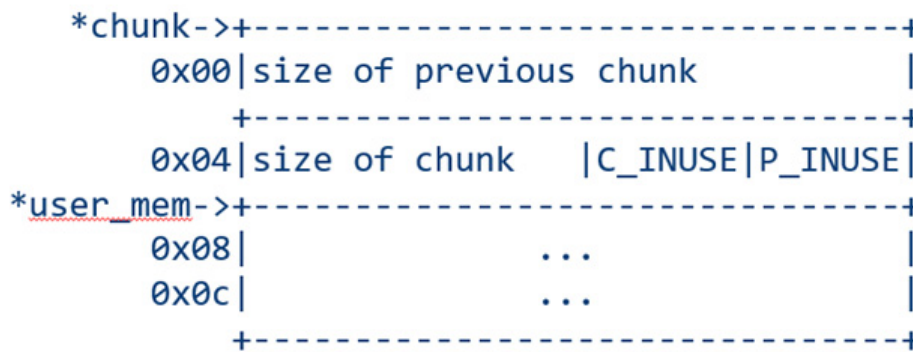 *chunk->+--------------------------------+
0x00|size of previous chunk |
+--------------------------------+
0x04|size of chunk |C_INUSE|P_INUSE|
*user_mem->+--------------------------------+
0x08| ... |
0x0c| ... |
+--------------------------------+